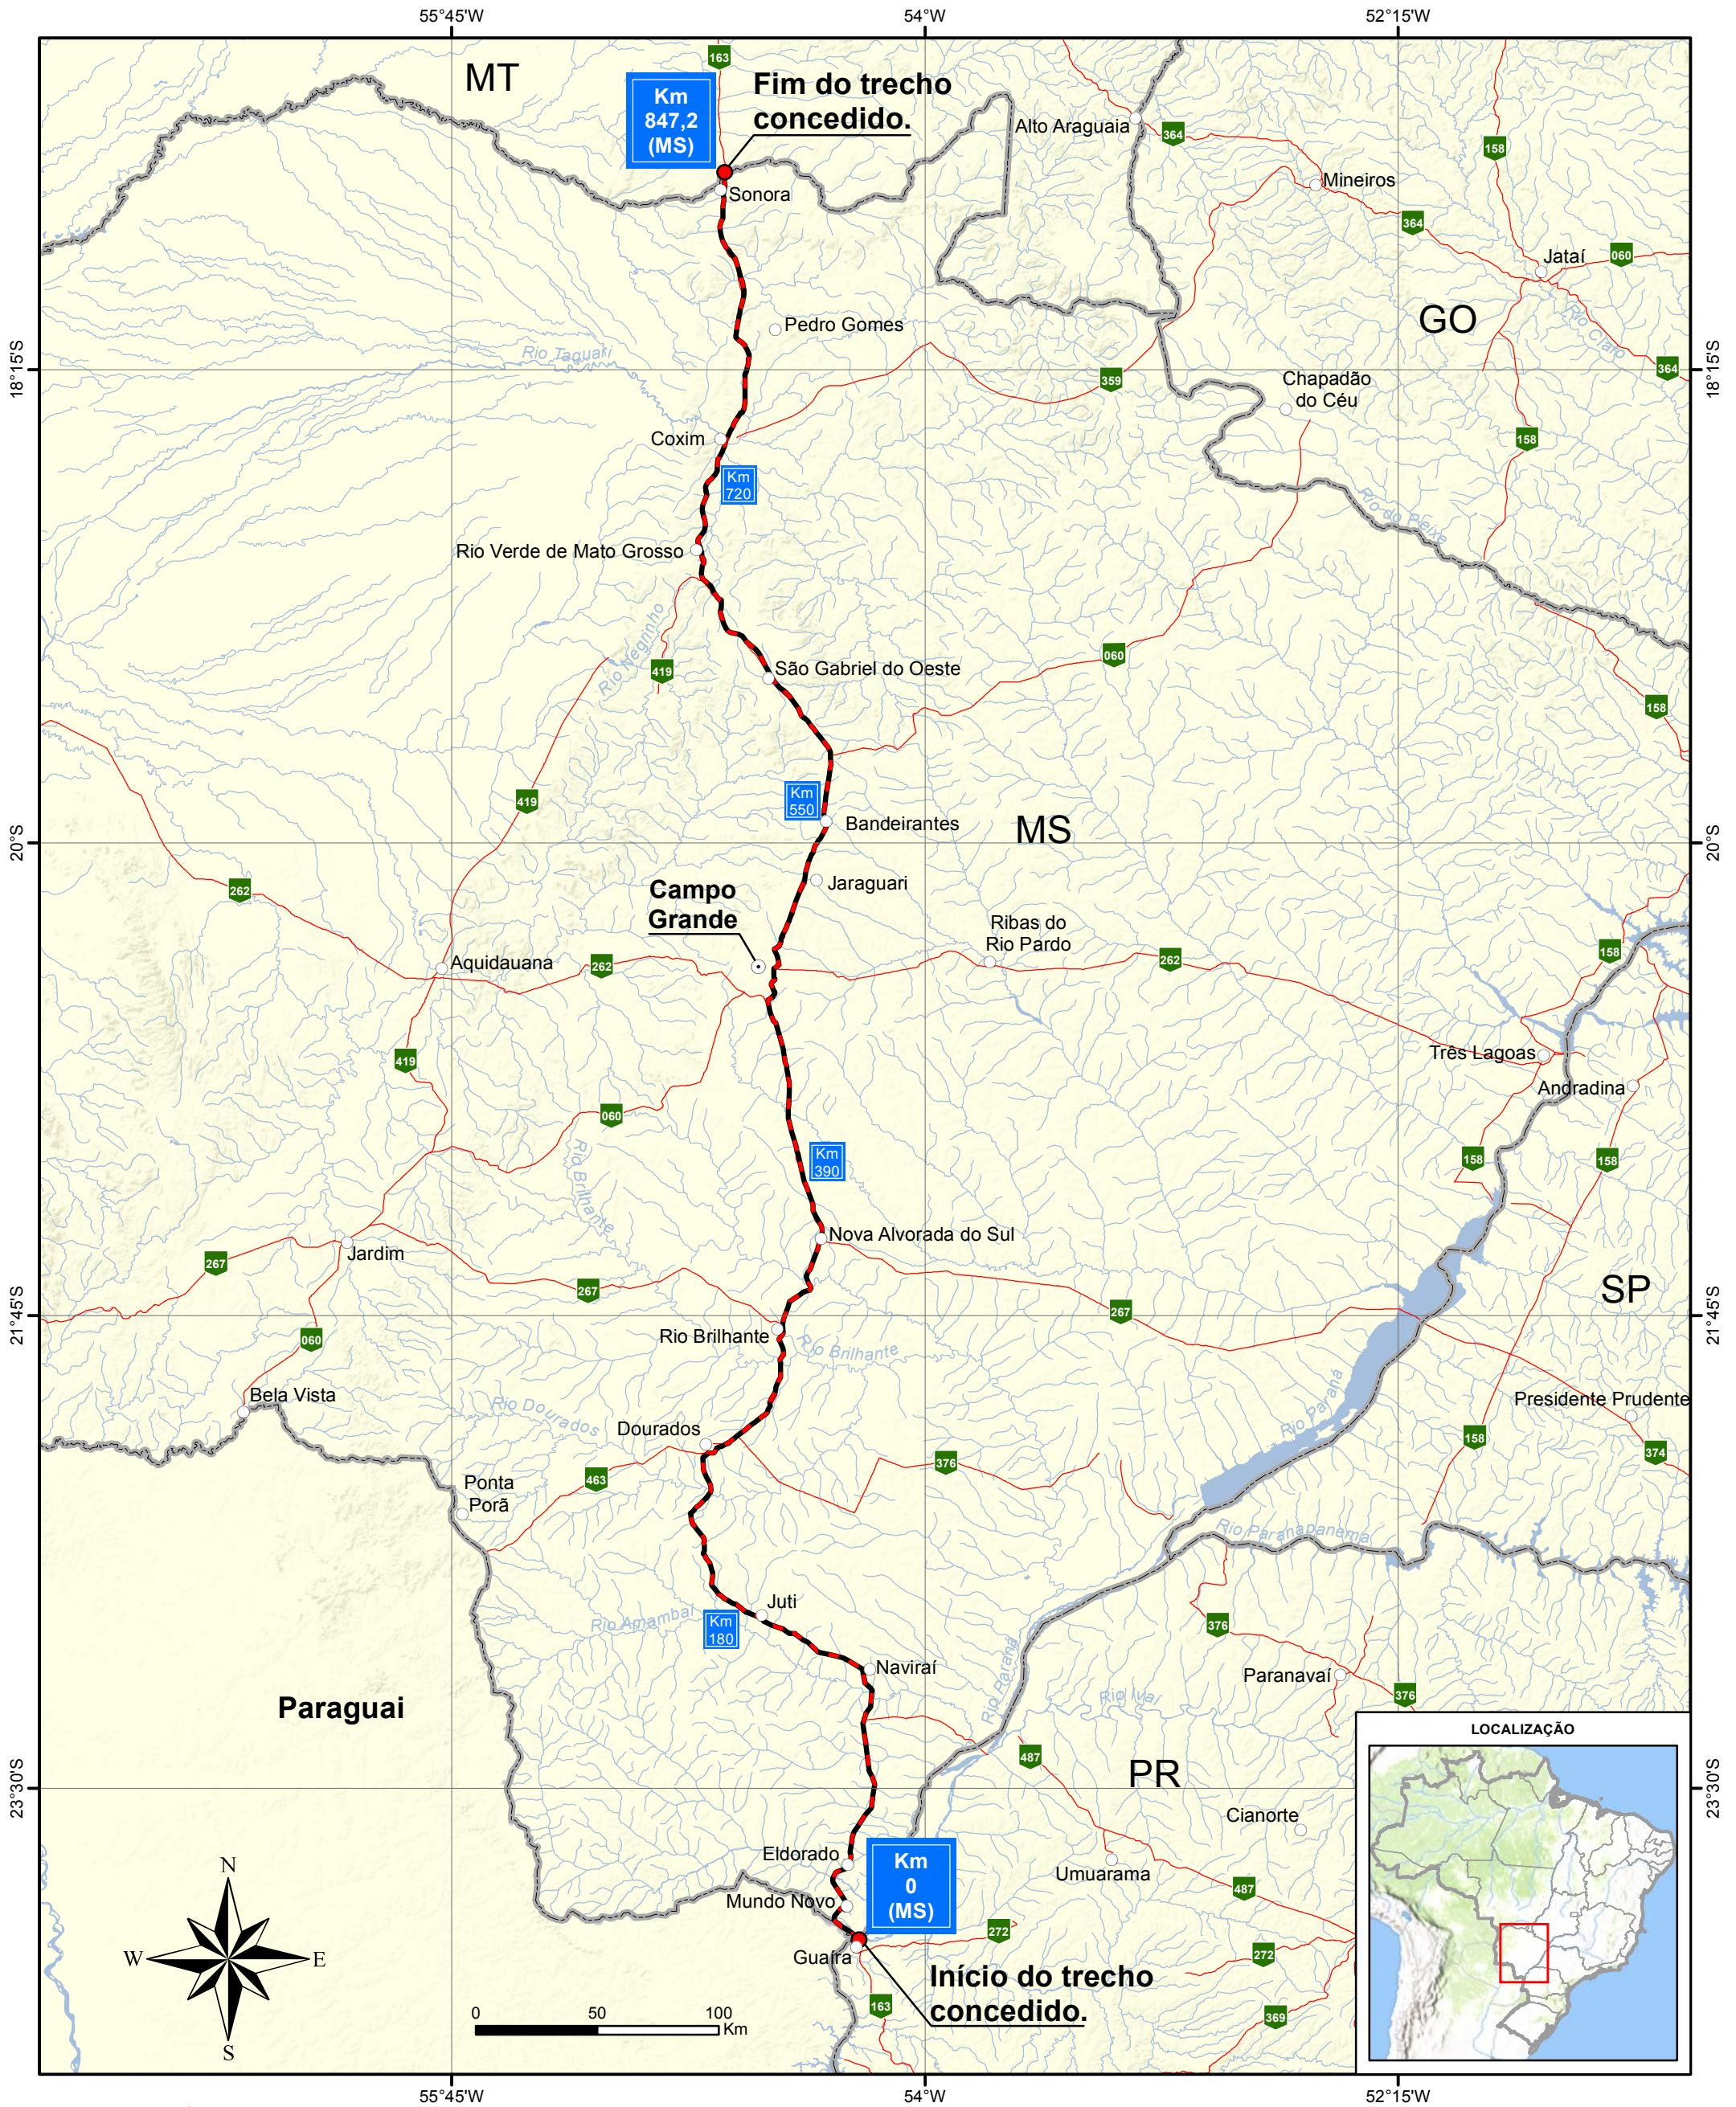 55°45'W
54°W
52°15'W
MT
163
Km
847,2
(MS)
Fim do trecho
concedido.
Alto Araguaia
364
158
Sonora
Mineiros
364
Jataí
060
GO
Rio Claro
Pedro Gomes
Rio Taquari
18°15'S
18°15'S
359
364
Chapadão
do Céu
Coxim
158
Km
720
Rio do Peixe
Rio Verde de Mato Grosso
Rio Negrinho
419
São Gabriel do Oeste
060
158
419
Km
550
Bandeirantes
MS
20°S
20°S
Jaraguari
262
Campo
Grande
Ribas do
Rio Pardo
Aquidauana
262
262
158
419
Três Lagoas
Andradina
060
Rio Brilhante
Km
390
158
158
Nova Alvorada do Sul
Jardim
267
267
267
SP
21°45'S
21°45'S
060
Rio Brilhante
Rio Brilhante
Bela Vista
Rio Paraná
Presidente Prudente
Rio Dourados
Dourados
158
374
376
463
Ponta
Porã
Rio Paranapanema
Juti
Rio Amambai
Km
180
376
Naviraí
Rio Paraná
Paranavaí
376
Rio Ivaí
Paraguai
LOCALIZAÇÃO
487
PR
23°30'S
23°30'S
Cianorte
Eldorado
Km
0
(MS)
Umuarama
487
Mundo Novo
272
272
Guaíra
Início do trecho
concedido.
163
369
N
W
E
S
0
50
100
Km
55°45'W
54°W
52°15'W